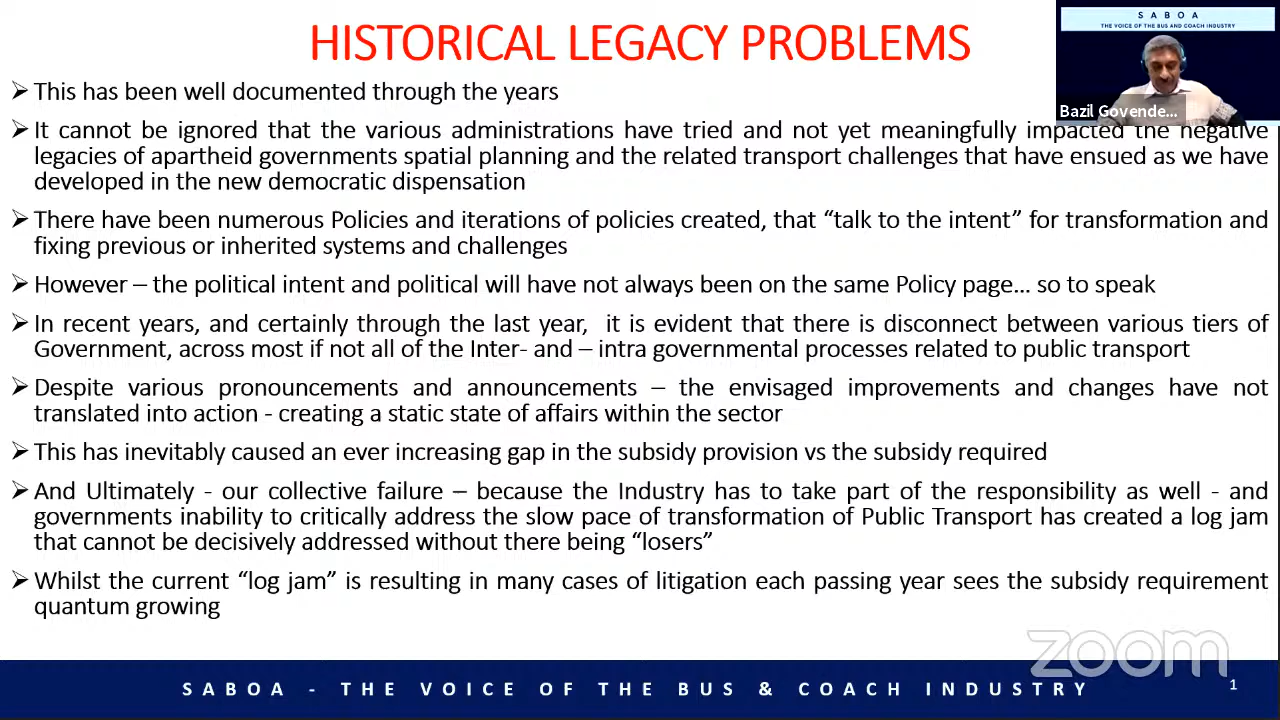 HISTORICAL LEGACY PROBLEMS
SABOA
THE VOICE OF THE BUS AND COACH INDUSTRY
Bazil Govende...
➢ This has been well documented through the years
➢ It cannot be ignored that the various administrations have tried and not yet meaningfully impacted the negative
legacies of apartheid governments spatial planning and the related transport challenges that have ensued as we have
developed in the new democratic dispensation
➢ There have been numerous Policies and iterations of policies created, that “talk to the intent” for transformation and
fixing previous or inherited systems and challenges
➢ However – the political intent and political will have not always been on the same Policy page... so to speak
➢ In recent years, and certainly through the last year, it is evident that there is disconnect between various tiers of
Government, across most if not all of the Inter- and – intra governmental processes related to public transport
➢ Despite various pronouncements and announcements – the envisaged improvements and changes have not
translated into action - creating a static state of affairs within the sector
➢ This has inevitably caused an ever increasing gap in the subsidy provision vs the subsidy required
➢ And Ultimately - our collective failure – because the Industry has to take part of the responsibility as well - and
governments inability to critically address the slow pace of transformation of Public Transport has created a log jam
that cannot be decisively addressed without there being “losers”
➢ Whilst the current “log jam” is resulting in many cases of litigation each passing year sees the subsidy requirement
quantum growing
zoom
SABOA - THE VOICE OF THE BUS & COACH INDUSTRY
1